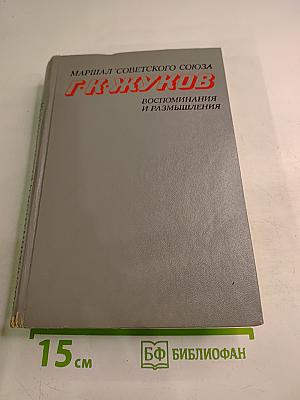 МАРШАЛ СОВЕТСКОГО СОЮЗА
Г·К·ЖУКОВ
ВОСПОМИНАНИЯ
И РАЗМЫШЛЕНИЯ
15 см
БФ БИБЛИОФАН